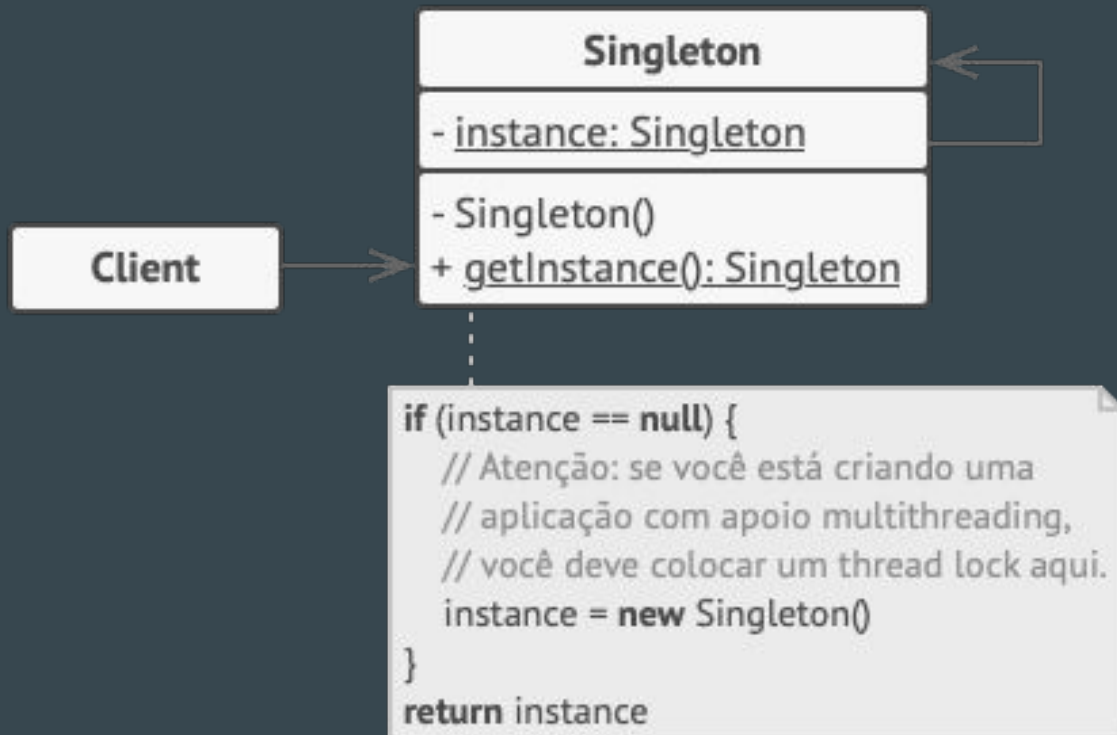 Singleton
- instance: Singleton
- Singleton()
+ getInstance(): Singleton
Client
if (instance == null) {
// Atenção: se você está criando uma
// aplicação com apoio multithreading,
// você deve colocar um thread lock aqui.
instance = new Singleton()
}
return instance